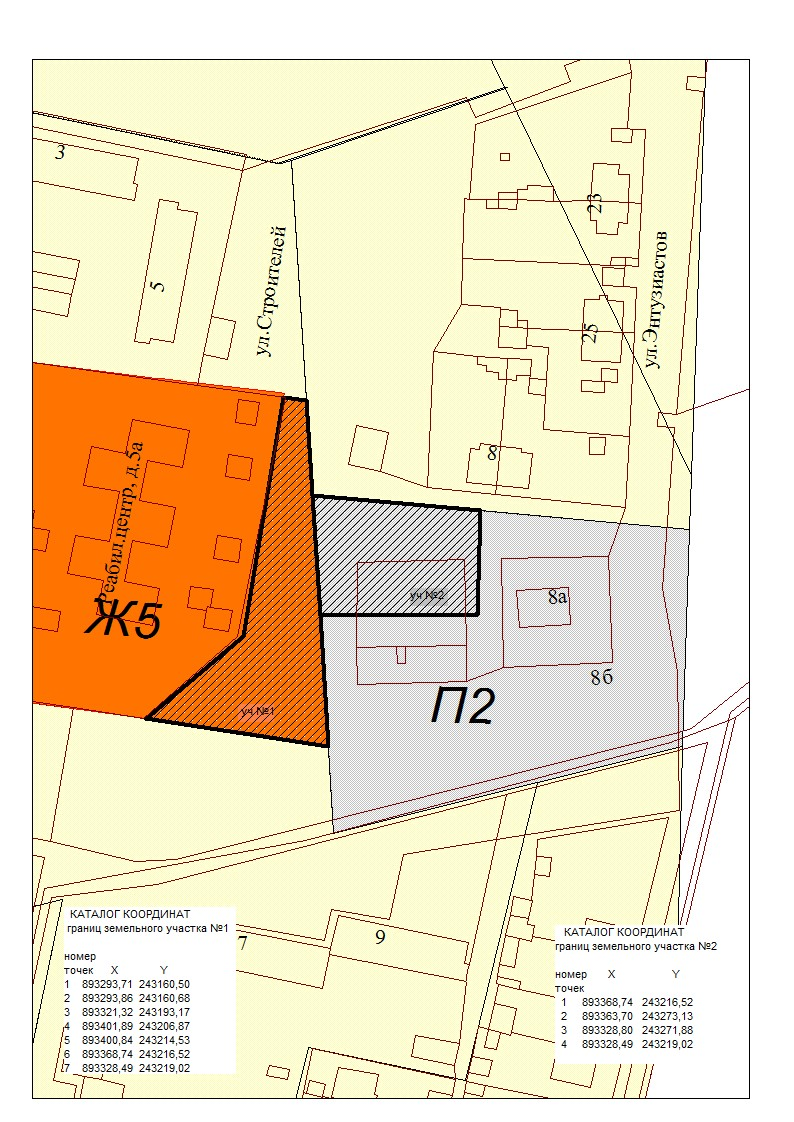 3
5
ул.Строителей
23
25
ул.Энтузиастов
8
Реабил.центр, д.5а
Ж5
уч №2
8а
8б
уч №1
П2
КАТАЛОГ КООРДИНАТ
границ земельного участка №1
номер
точек X Y
1 893293,71 243160,50
2 893293,86 243160,68
3 893321,32 243193,17
4 893401,89 243206,87
5 893400,84 243214,53
6 893368,74 243216,52
7 893328,49 243219,02
7
9
КАТАЛОГ КООРДИНАТ
границ земельного участка №2
номер X Y
точек
1 893368,74 243216,52
2 893363,70 243273,13
3 893328,80 243271,88
4 893328,49 243219,02